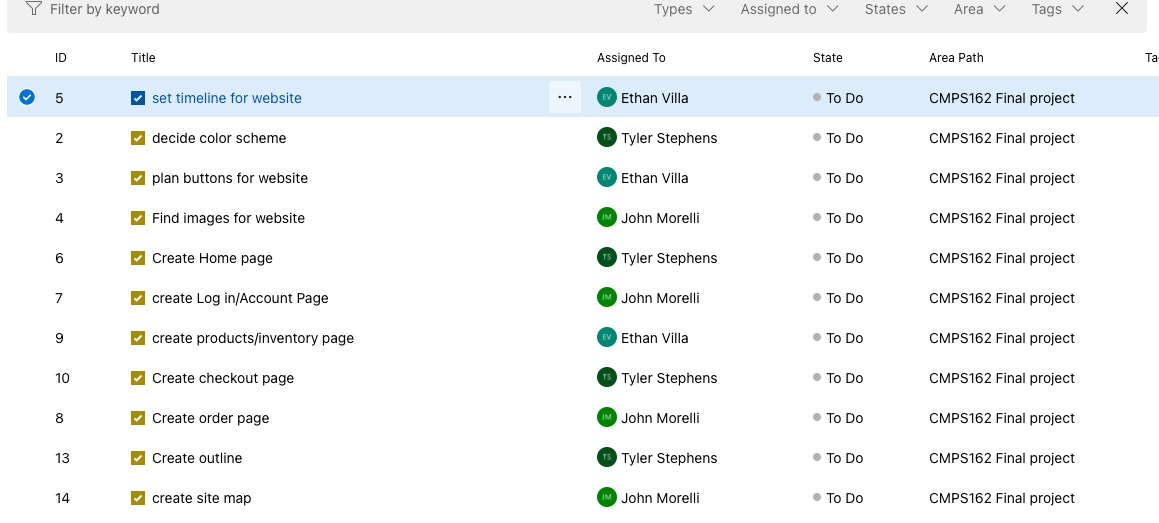 Filter by keyword Types Assigned to States Area Tags
ID Title Assigned To State Area Path Ta
5 set timeline for website ... EV Ethan Villa To Do CMPS162 Final project
2 decide color scheme TS Tyler Stephens To Do CMPS162 Final project
3 plan buttons for website EV Ethan Villa To Do CMPS162 Final project
4 Find images for website JM John Morelli To Do CMPS162 Final project
6 Create Home page TS Tyler Stephens To Do CMPS162 Final project
7 create Log in/Account Page JM John Morelli To Do CMPS162 Final project
9 create products/inventory page EV Ethan Villa To Do CMPS162 Final project
10 Create checkout page TS Tyler Stephens To Do CMPS162 Final project
8 Create order page JM John Morelli To Do CMPS162 Final project
13 Create outline TS Tyler Stephens To Do CMPS162 Final project
14 create site map JM John Morelli To Do CMPS162 Final project